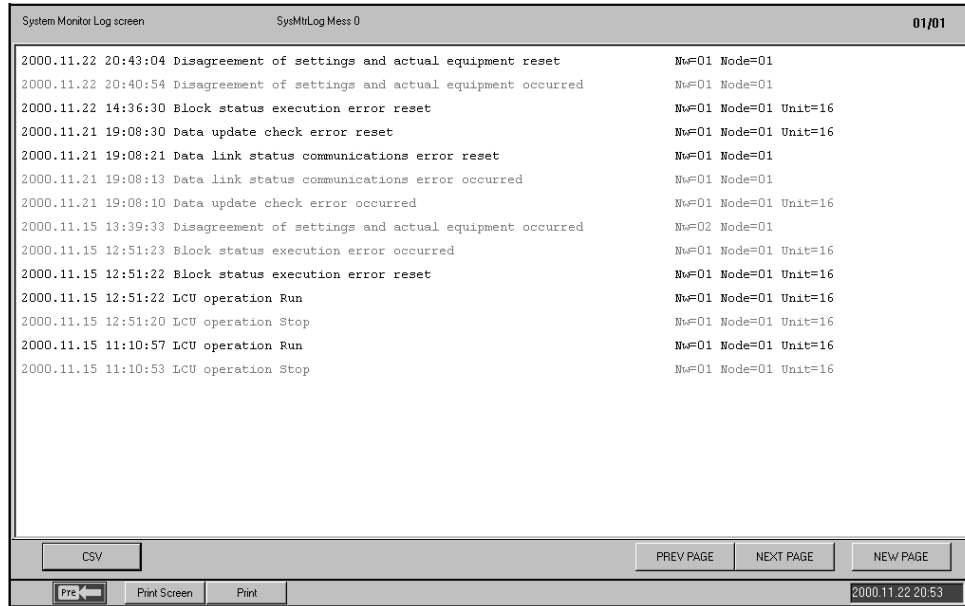 System Monitor Log screen SysMtrLog Mess 0 01/01
2000.11.22 20:43:04 Disagreement of settings and actual equipment reset Nw=01 Node=01
2000.11.22 20:40:54 Disagreement of settings and actual equipment occurred Nw=01 Node=01
2000.11.22 14:36:30 Block status execution error reset Nw=01 Node=01 Unit=16
2000.11.21 19:08:30 Data update check error reset Nw=01 Node=01 Unit=16
2000.11.21 19:08:21 Data link status communications error reset Nw=01 Node=01
2000.11.21 19:08:13 Data link status communications error occurred Nw=01 Node=01
2000.11.21 19:08:10 Data update check error occurred Nw=01 Node=01 Unit=16
2000.11.15 13:39:33 Disagreement of settings and actual equipment occurred Nw=02 Node=01
2000.11.15 12:51:23 Block status execution error occurred Nw=01 Node=01 Unit=16
2000.11.15 12:51:22 Block status execution error reset Nw=01 Node=01 Unit=16
2000.11.15 12:51:22 LCU operation Run Nw=01 Node=01 Unit=16
2000.11.15 12:51:20 LCU operation Stop Nw=01 Node=01 Unit=16
2000.11.15 11:10:57 LCU operation Run Nw=01 Node=01 Unit=16
2000.11.15 11:10:53 LCU operation Stop Nw=01 Node=01 Unit=16
CSV PREV PAGE NEXT PAGE NEW PAGE
Pre Print Screen Print 2000.11.22 20:53